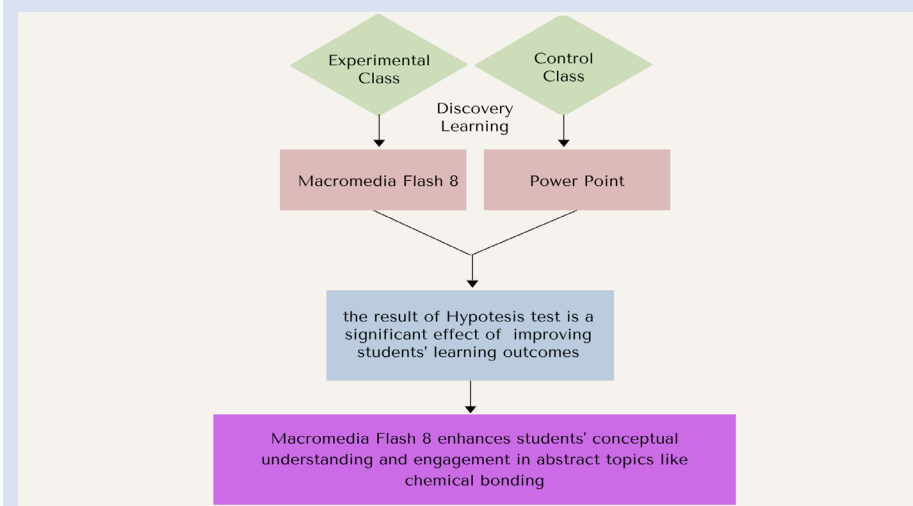 Experimental
Class
Control
Class
Discovery
Learning
Macromedia Flash 8
Power Point
the result of Hypotesis test is a
significant effect of improving
students' learning outcomes
Macromedia Flash 8 enhances students' conceptual
understanding and engagement in abstract topics like
chemical bonding